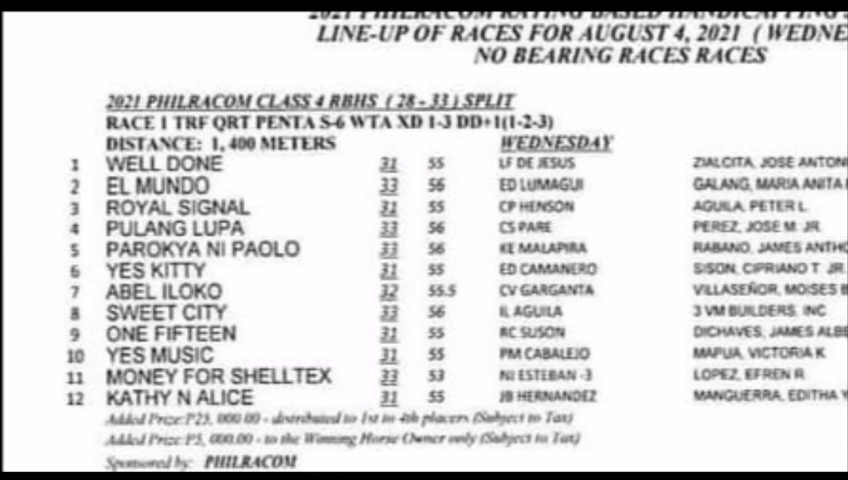 2021 PHILRACOM RATING BASED HANDICAPPING
LINE-UP OF RACES FOR AUGUST 4, 2021 ( WEDNE
NO BEARING RACES RACES
2021 PHILRACOM CLASS 4 RBHS ( 28 - 33 ) SPLIT
RACE 1 TRF QRT PENTA S-6 WTA XD 1-3 DD+1(1-2-3)
DISTANCE: 1, 400 METERS WEDNESDAY
1 WELL DONE 31 55 LF DE JESUS ZIALCITA, JOSE ANTONI
2 EL MUNDO 33 56 ED LUMAGUI GALANG, MARIA ANITA
3 ROYAL SIGNAL 31 55 CP HENSON AGUILA, PETER L.
4 PULANG LUPA 33 56 CS PARE PEREZ, JOSE M. JR.
5 PAROKYA NI PAOLO 33 56 KE MALAPIRA RABANO, JAMES ANTHO
6 YES KITTY 31 55 ED CAMANERO SISON, CIPRIANO T. JR.
7 ABEL ILOKO 32 55.5 CV GARGANTA VILLASEÑOR, MOISES B
8 SWEET CITY 33 56 IL AGUILA 3 VM BUILDERS, INC
9 ONE FIFTEEN 31 55 RC SUSON DICHAVES, JAMES ALBE
10 YES MUSIC 31 55 PM CABALEJO MAPUA, VICTORIA K.
11 MONEY FOR SHELLTEX 33 53 NI ESTEBAN -3 LOPEZ, EFREN R.
12 KATHY N ALICE 31 55 JB HERNANDEZ MANGUERRA, EDITHA Y
Added Prize:P25, 000.00 - distributed to 1st to 4th placers (Subject to Tax)
Added Prize:P5, 000.00 - to the Winning Horse Owner only (Subject to Tax)
Sponsored by: PHILRACOM